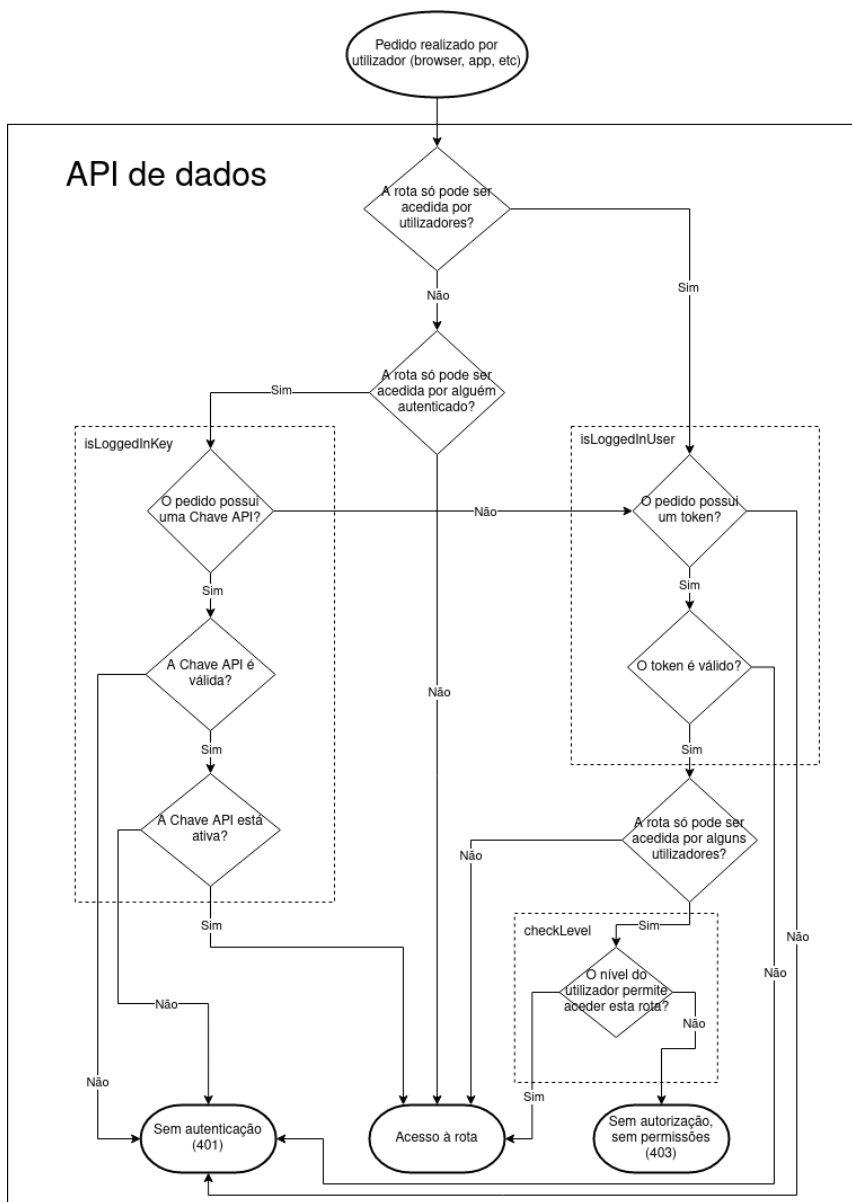 Pedido realizado por
utilizador (browser, app, etc)
API de dados
A rota só pode ser
acedida por
utilizadores?
Sim
Não
A rota só pode ser
acedida por alguém
autenticado?
Sim
isLoggedInKey
isLoggedInUser
O pedido possui
uma Chave API?
Não
O pedido possui
um token?
Sim
Sim
A Chave API é
válida?
O token é válido?
Não
Sim
Sim
A Chave API está
ativa?
A rota só pode ser
acedida por alguns
utilizadores?
Não
Sim
Sim
checkLevel
Não
Não
O nível do
utilizador permite
aceder esta rota?
Não
Não
Não
Sim
Sem autenticação
(401)
Acesso à rota
Sem autorização,
sem permissões
(403)